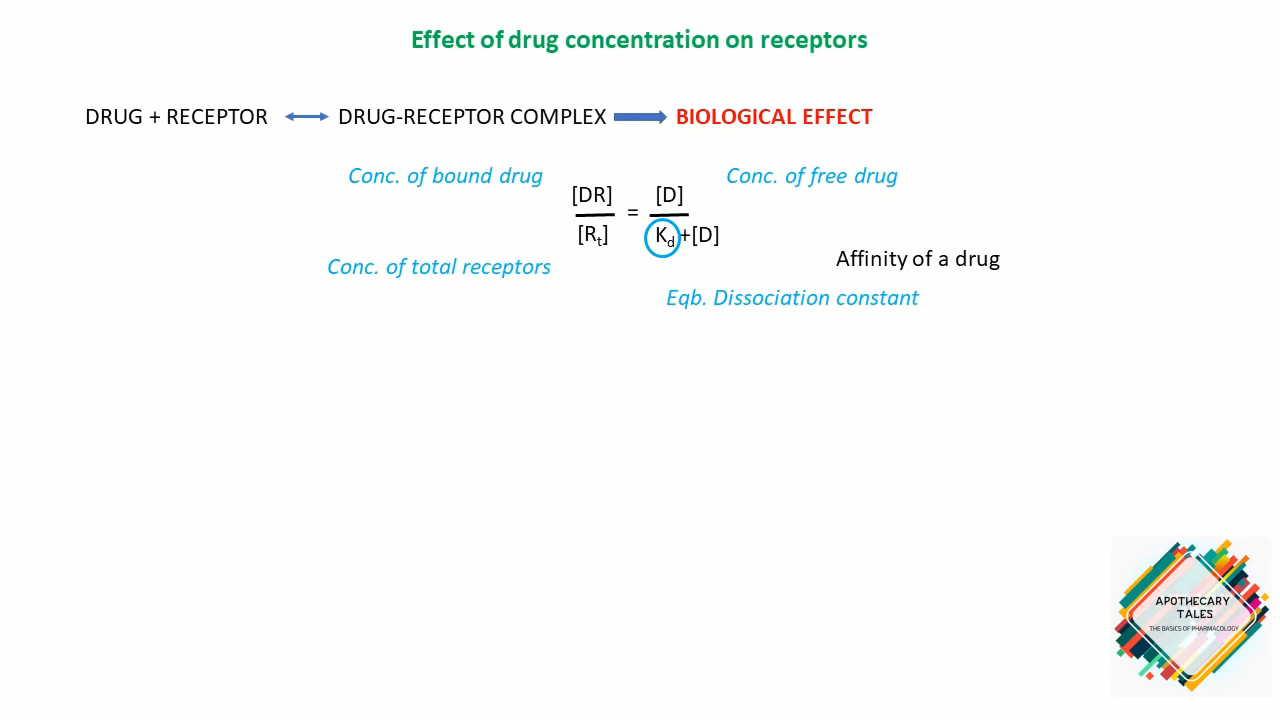 Effect of drug concentration on receptors
DRUG + RECEPTOR DRUG-RECEPTOR COMPLEX BIOLOGICAL EFFECT
Conc. of bound drug
Conc. of free drug
[DR] = [D]
[Rt] Kd+[D]
Affinity of a drug
Conc. of total receptors
Eqb. Dissociation constant
APOTHECARY
TALES
THE BASICS OF PHARMACOLOGY